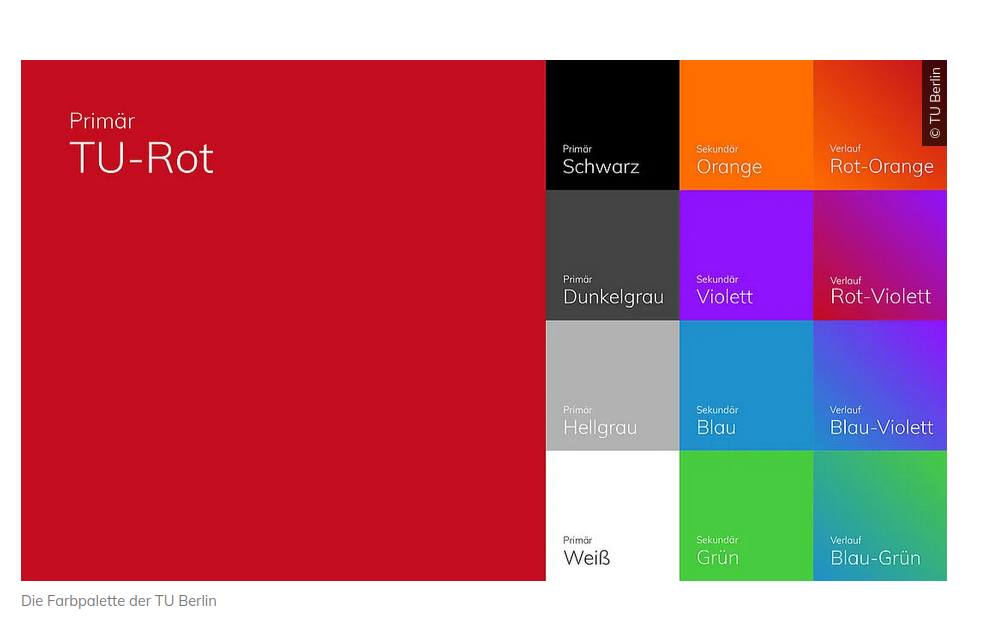 Primär
TU-Rot
Primär
Schwarz
Sekundär
Orange
Verlauf
Rot-Orange
© TU Berlin
Primär
Dunkelgrau
Sekundär
Violett
Verlauf
Rot-Violett
Primär
Hellgrau
Sekundär
Blau
Verlauf
Blau-Violett
Primär
Weiß
Sekundär
Grün
Verlauf
Blau-Grün
Die Farbpalette der TU Berlin